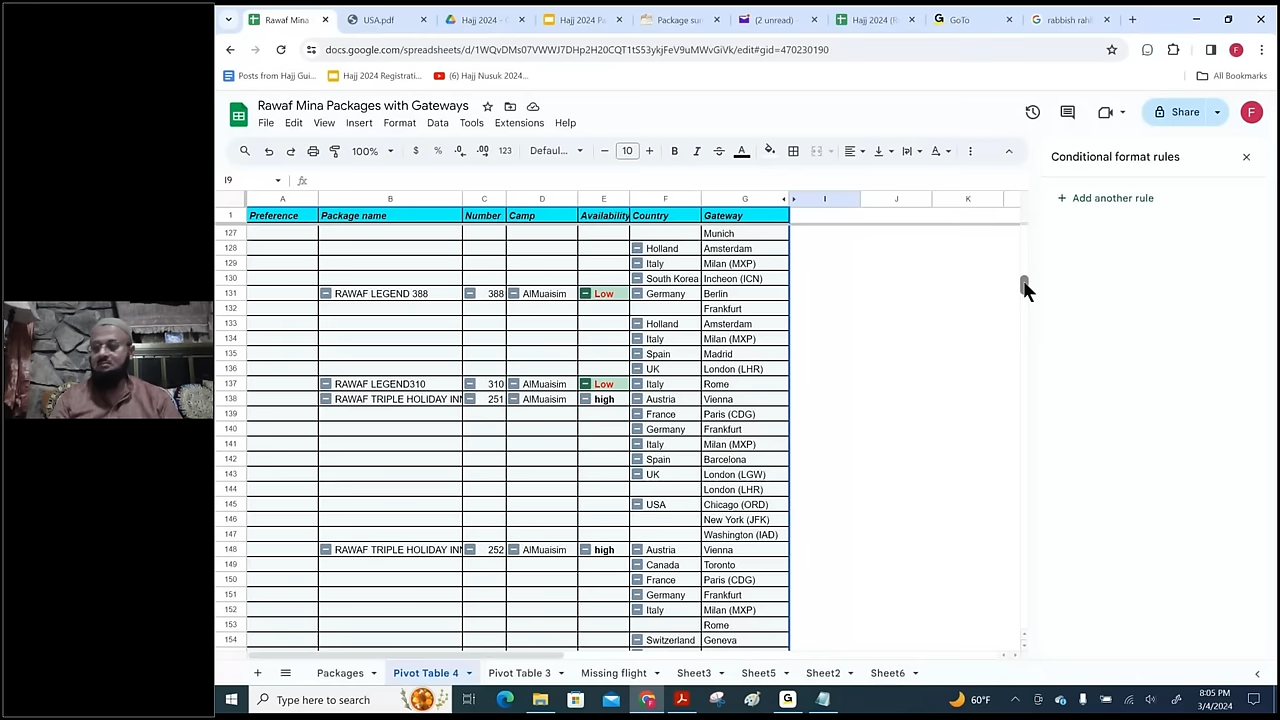 Rawaf Mina
USA.pdf
Hajj 2024 -
Hajj 2024 Pa
Package sur
(2 unread)
Hajj 2024 (R
GoTo
rabbish rahl
docs.google.com/spreadsheets/d/1WQvDMs07VWWJ7DHp2H20CQT1tS53ykjFeV9uMWvGiVk/edit#gid=470230190
F
Posts from Hajj Gui...
Hajj 2024 Registrati...
(6) Hajj Nusuk 2024...
All Bookmarks
Rawaf Mina Packages with Gateways
File Edit View Insert Format Data Tools Extensions Help
Share
F
100% $ % .0 .00 123 Defaul... 10 B I A
Conditional format rules
I9 fx
Add another rule
A B C D E F G I J K
1 Preference Package name Number Camp Availability Country Gateway
127 Munich
128 Holland Amsterdam
129 Italy Milan (MXP)
130 South Korea Incheon (ICN)
131 RAWAF LEGEND 388 388 AlMuaisim Low Germany Berlin
132 Frankfurt
133 Holland Amsterdam
134 Italy Milan (MXP)
135 Spain Madrid
136 UK London (LHR)
137 RAWAF LEGEND310 310 AlMuaisim Low Italy Rome
138 RAWAF TRIPLE HOLIDAY INN 251 AlMuaisim high Austria Vienna
139 France Paris (CDG)
140 Germany Frankfurt
141 Italy Milan (MXP)
142 Spain Barcelona
143 UK London (LGW)
144 London (LHR)
145 USA Chicago (ORD)
146 New York (JFK)
147 Washington (IAD)
148 RAWAF TRIPLE HOLIDAY INN 252 AlMuaisim high Austria Vienna
149 Canada Toronto
150 France Paris (CDG)
151 Germany Frankfurt
152 Italy Milan (MXP)
153 Rome
154 Switzerland Geneva
Packages Pivot Table 4 Pivot Table 3 Missing flight Sheet3 Sheet5 Sheet2 Sheet6
Type here to search
60°F
8:05 PM
3/4/2024